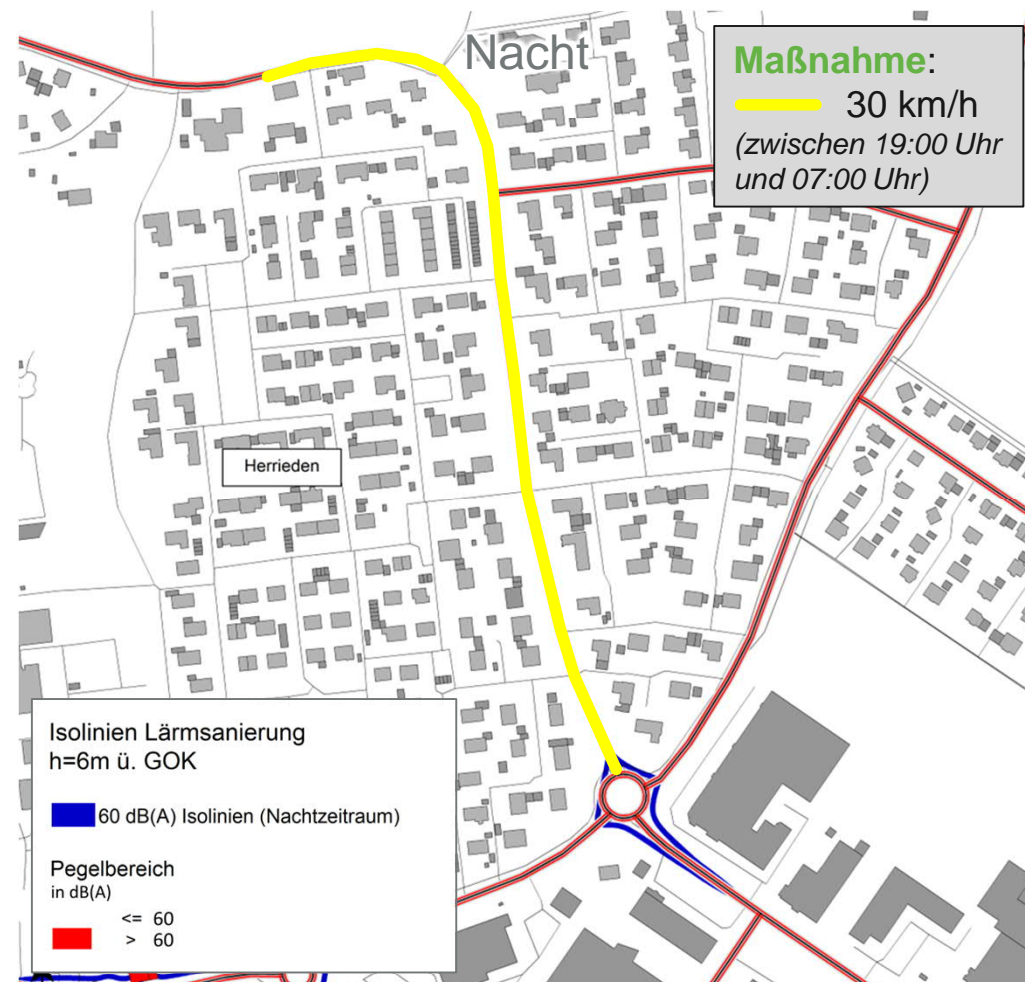 Nacht
Maßnahme:
30 km/h
(zwischen 19:00 Uhr
und 07:00 Uhr)
Herrieden
Isolinien Lärmsanierung
h=6m ü. GOK
60 dB(A) Isolinien (Nachtzeitraum)
Pegelbereich
in dB(A)
<= 60
> 60